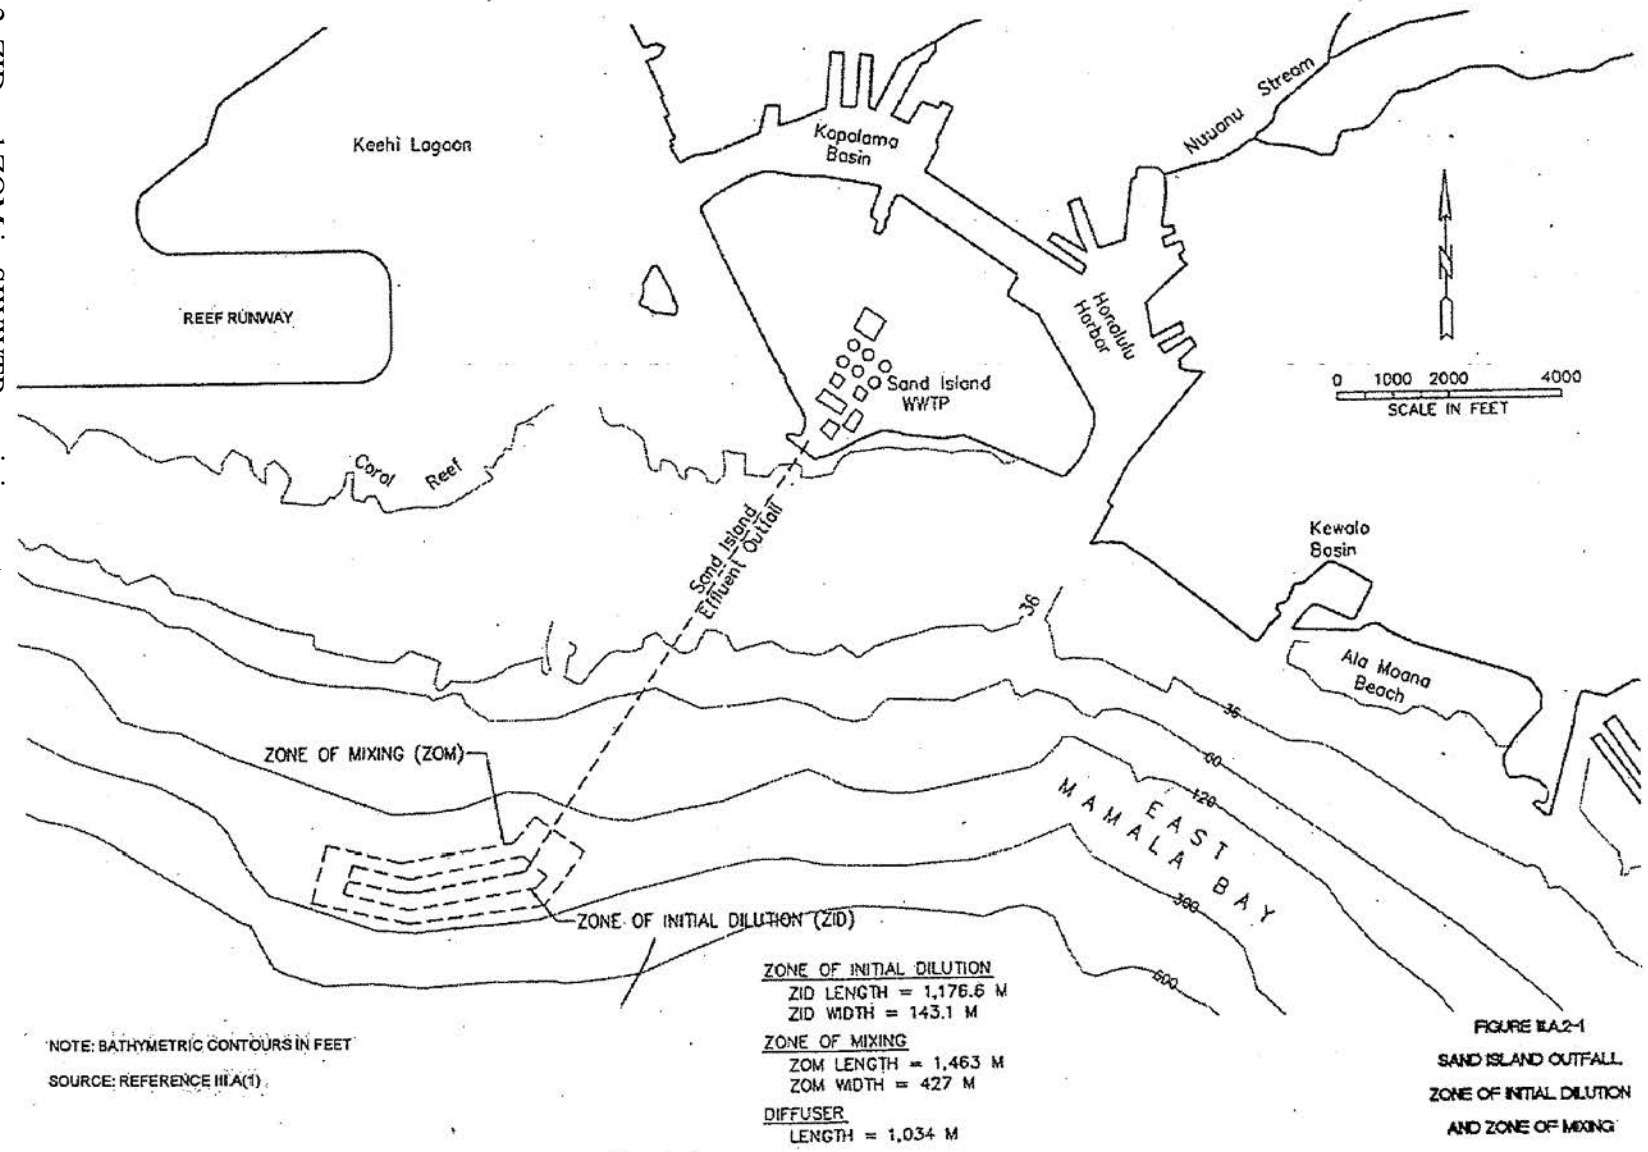 Keehi Lagoon
Kapalama
Basin
Nuuanu Stream
REEF RUNWAY
Honolulu
Harbor
Sand Island
WWTP
0 1000 2000 4000
SCALE IN FEET
Coral Reef
Sand Island
Effluent Outfall
Kewalo
Basin
36
Ala Moana
Beach
36
60
120
300
600
EAST
MAMALA BAY
ZONE OF MIXING (ZOM)
ZONE OF INITIAL DILUTION (ZID)
ZONE OF INITIAL DILUTION
ZID LENGTH = 1,176.6 M
ZID WIDTH = 143.1 M
ZONE OF MIXING
ZOM LENGTH = 1,463 M
ZOM WIDTH = 427 M
DIFFUSER
LENGTH = 1,034 M
NOTE: BATHYMETRIC CONTOURS IN FEET
SOURCE: REFERENCE III.A(1)
FIGURE III.A.2-1
SAND ISLAND OUTFALL
ZONE OF INITIAL DILUTION
AND ZONE OF MIXING